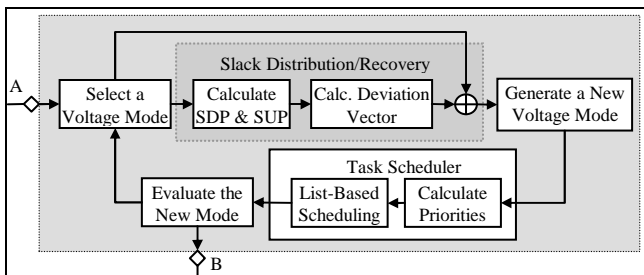 A
Slack Distribution/Recovery
Select a
Voltage Mode
Calculate
SDP & SUP
Calc. Deviation
Vector
Generate a New
Voltage Mode
Task Scheduler
Evaluate the
New Mode
List-Based
Scheduling
Calculate
Priorities
B